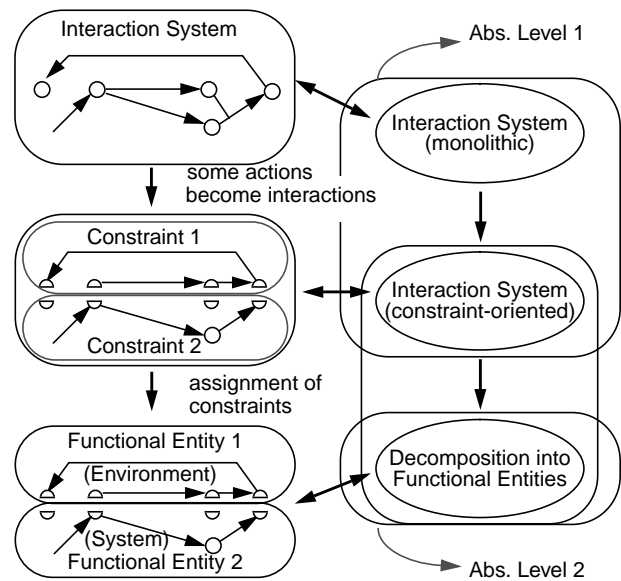 Interaction System
Abs. Level 1
Interaction System
(monolithic)
some actions
become interactions
Constraint 1
Constraint 2
Interaction System
(constraint-oriented)
assignment of
constraints
Functional Entity 1
(Environment)
(System)
Functional Entity 2
Decomposition into
Functional Entities
Abs. Level 2